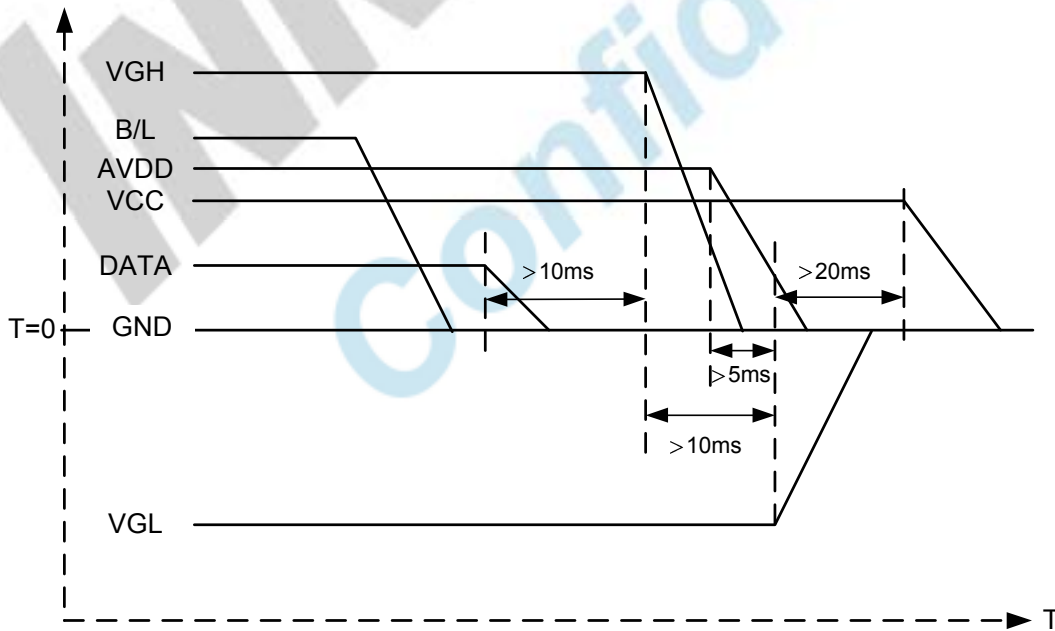 VGH
B/L
AVDD
VCC
DATA
>10ms
>20ms
T=0
GND
>5ms
>10ms
VGL
T